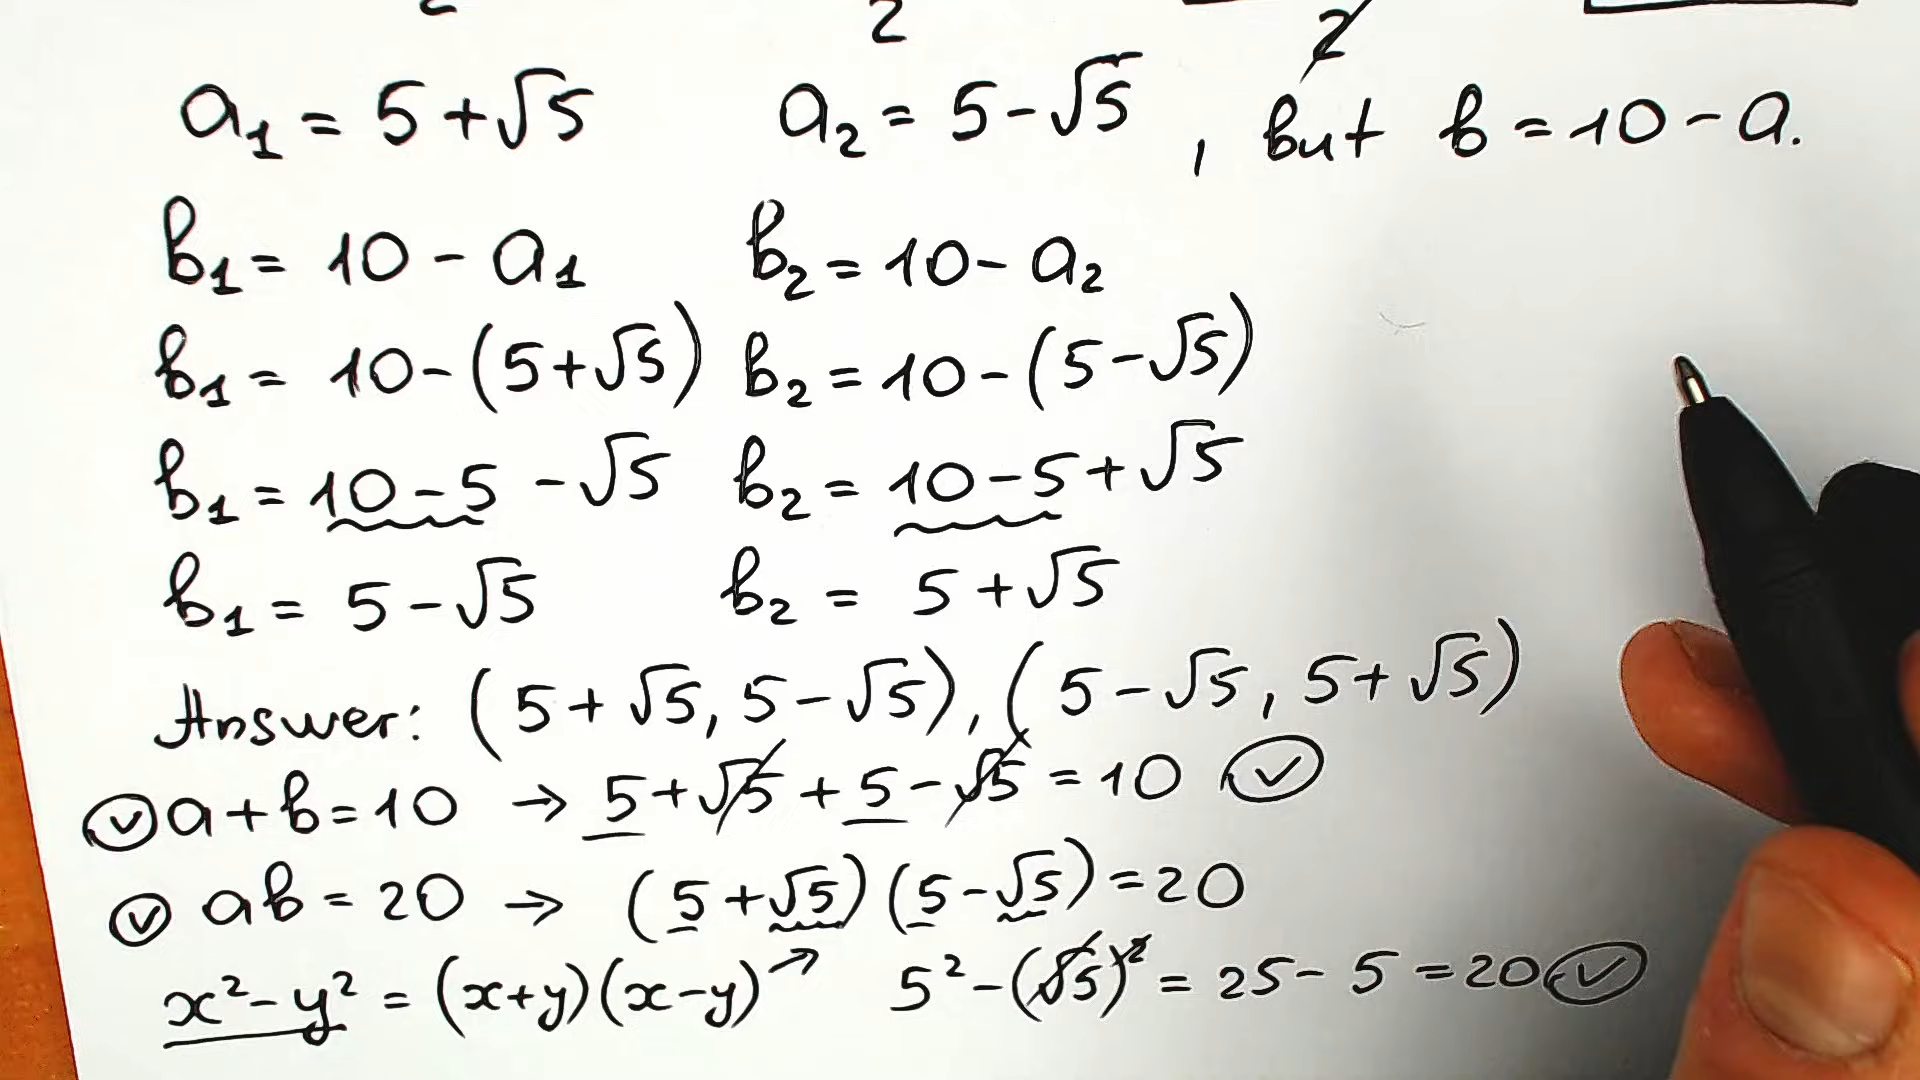 2 2
a₁ = 5+√5 a₂ = 5-√5 , but b = 10 - a.
b₁ = 10 - a₁ b₂ = 10 - a₂
b₁ = 10-(5+√5) b₂ = 10-(5-√5)
b₁ = 10-5 -√5 b₂ = 10-5+√5
b₁ = 5-√5 b₂ = 5+√5
Answer: (5+√5, 5-√5), (5-√5, 5+√5)
a+b=10 → 5+√5 + 5-√5 = 10
ab = 20 → (5+√5)(5-√5)=20
x²-y² = (x+y)(x-y) ↗ 5²-(√5)² = 25-5 = 20